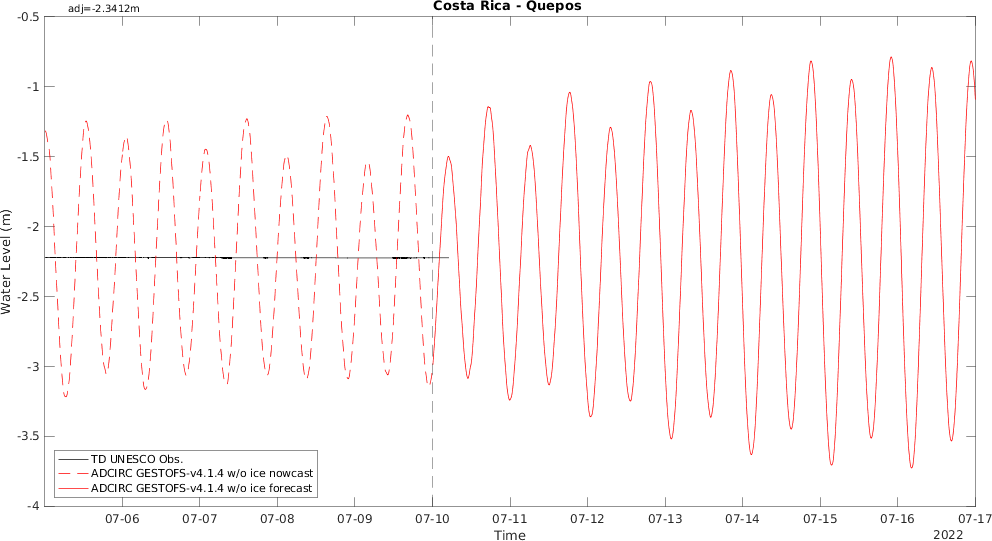 Costa Rica - Quepos
adj=-2.3412m
-0.5
-1
-1.5
-2
-2.5
-3
-3.5
-4
Water Level (m)
TD UNESCO Obs.
ADCIRC GESTOFS-v4.1.4 w/o ice nowcast
ADCIRC GESTOFS-v4.1.4 w/o ice forecast
07-06 07-07 07-08 07-09 07-10 07-11 07-12 07-13 07-14 07-15 07-16 07-17
Time
2022